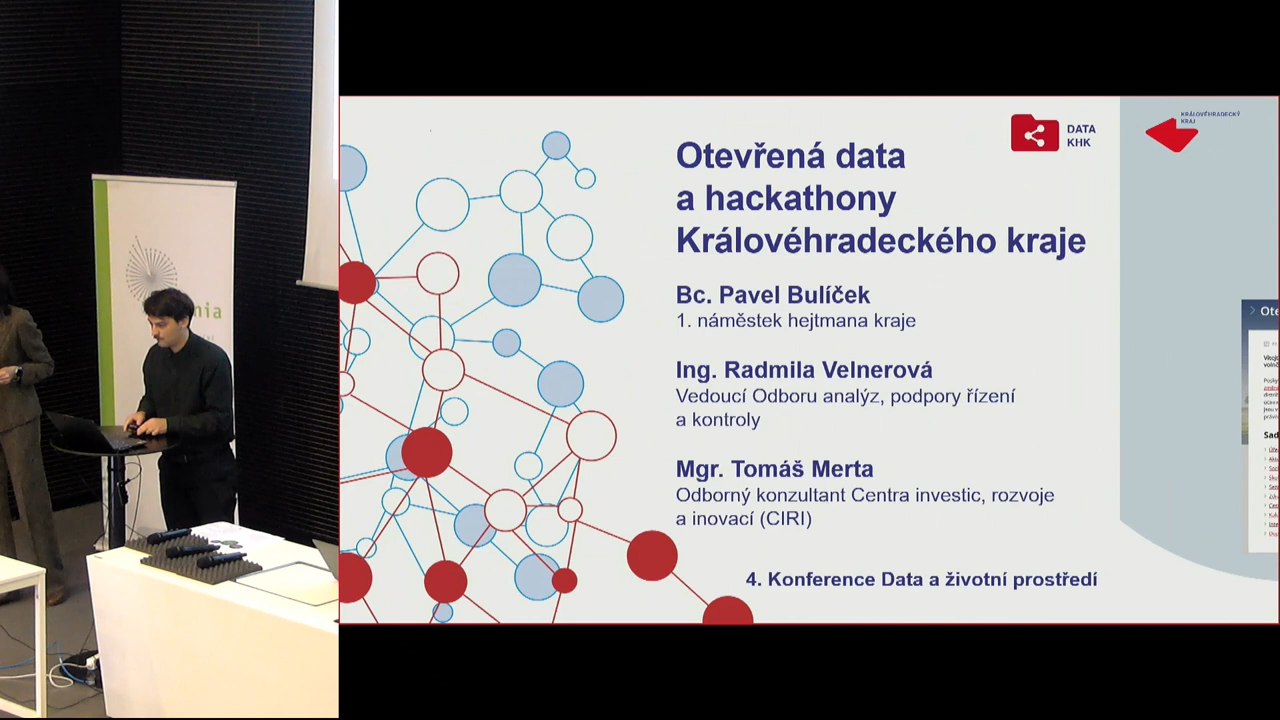 Otevřená data
a hackathony
Královéhradeckého kraje
DATA
KHK
KRÁLOVÉHRADECKÝ
KRAJ
Bc. Pavel Bulíček
1. náměstek hejtmana kraje
Ing. Radmila Velnerová
Vedoucí Odboru analýz, podpory řízení
a kontroly
Mgr. Tomáš Merta
Odborný konzultant Centra investic, rozvoje
a inovací (CIRI)
4. Konference Data a životní prostředí